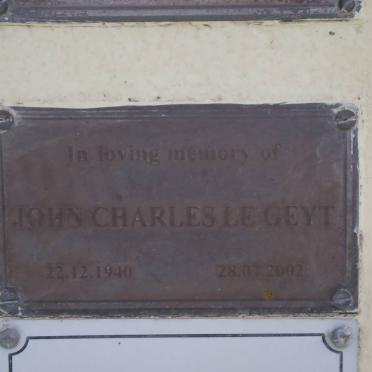 In loving memory of
JOHN CHARLES LE GEYT
22.12.1940 28.07.2002